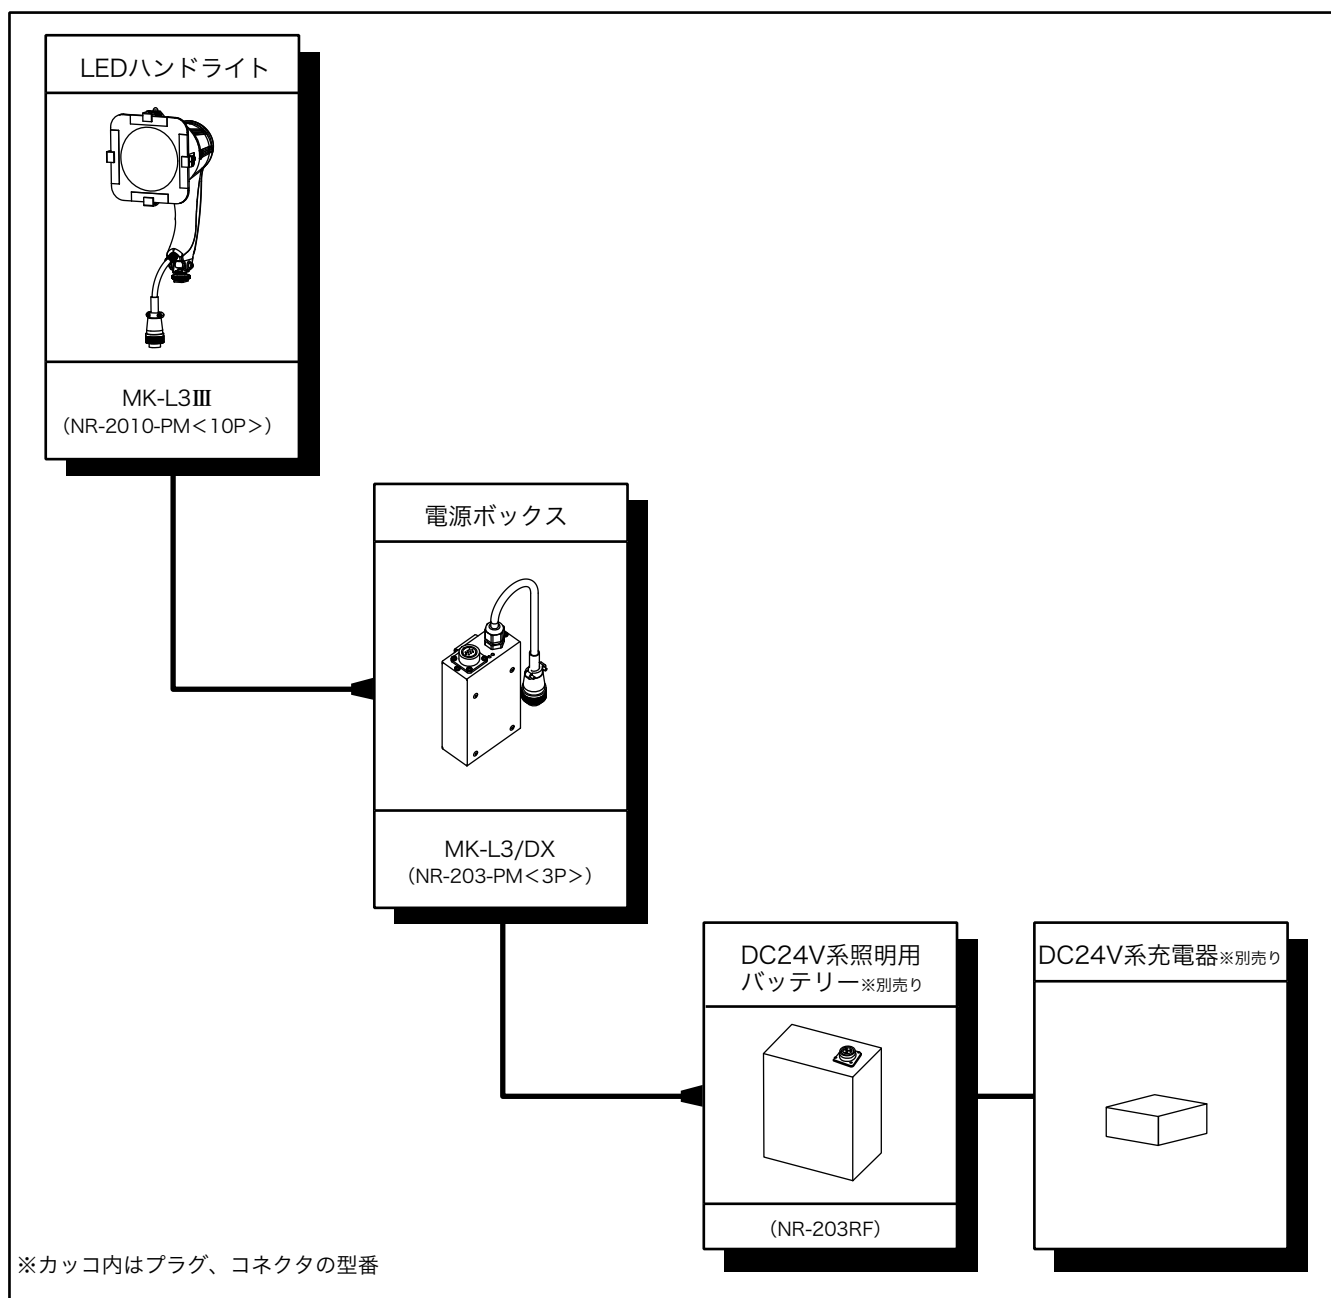 LEDハンドライト
MK-L3Ⅲ
（NR-2010-PM＜10P＞）
電源ボックス
MK-L3/DX
（NR-203-PM＜3P＞）
DC24V系照明用
バッテリー※別売り
（NR-203RF）
DC24V系充電器※別売り
※カッコ内はプラグ、コネクタの型番